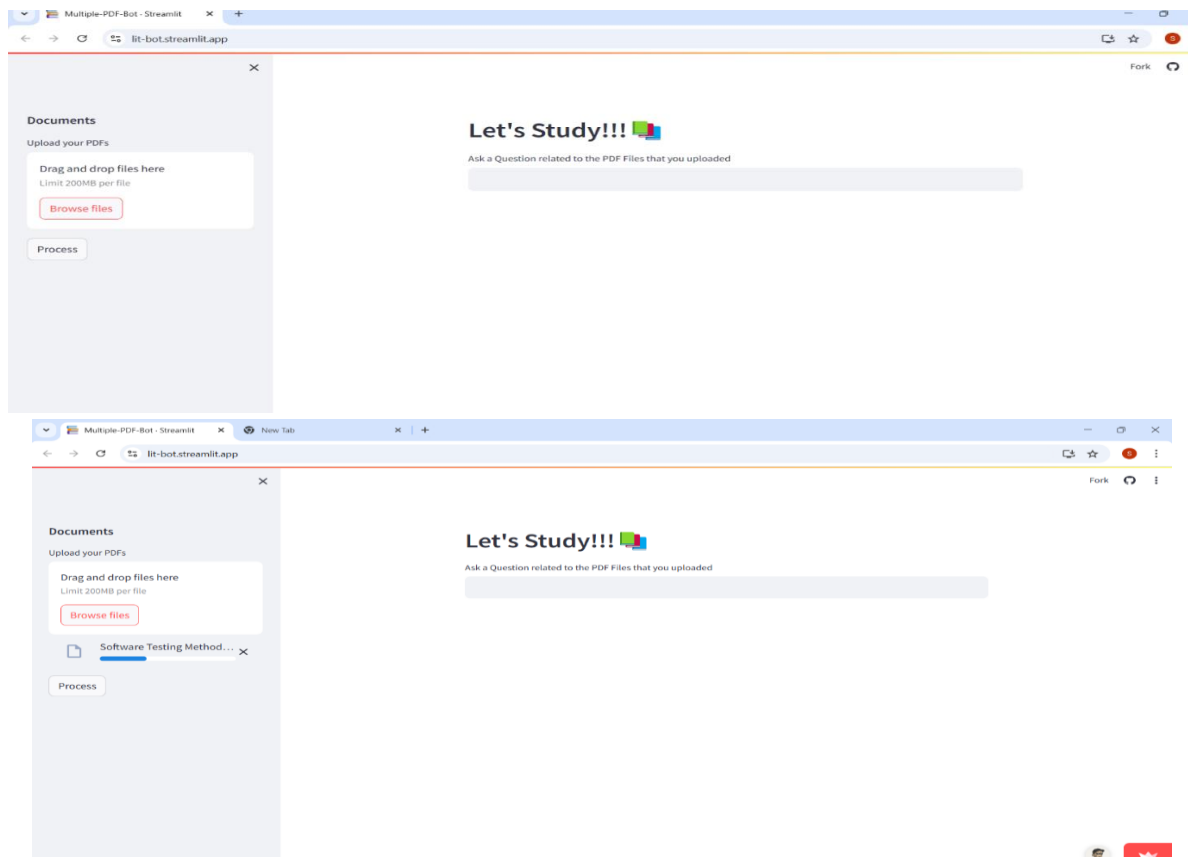 Multiple-PDF-Bot · Streamlit
lit-bot.streamlit.app
S
Fork
Documents
Upload your PDFs
Drag and drop files here
Limit 200MB per file
Browse files
Process
Let's Study!!!
Ask a Question related to the PDF Files that you uploaded
Multiple-PDF-Bot · Streamlit
New Tab
lit-bot.streamlit.app
S
Fork
Documents
Upload your PDFs
Drag and drop files here
Limit 200MB per file
Browse files
Software Testing Method...
Process
Let's Study!!!
Ask a Question related to the PDF Files that you uploaded